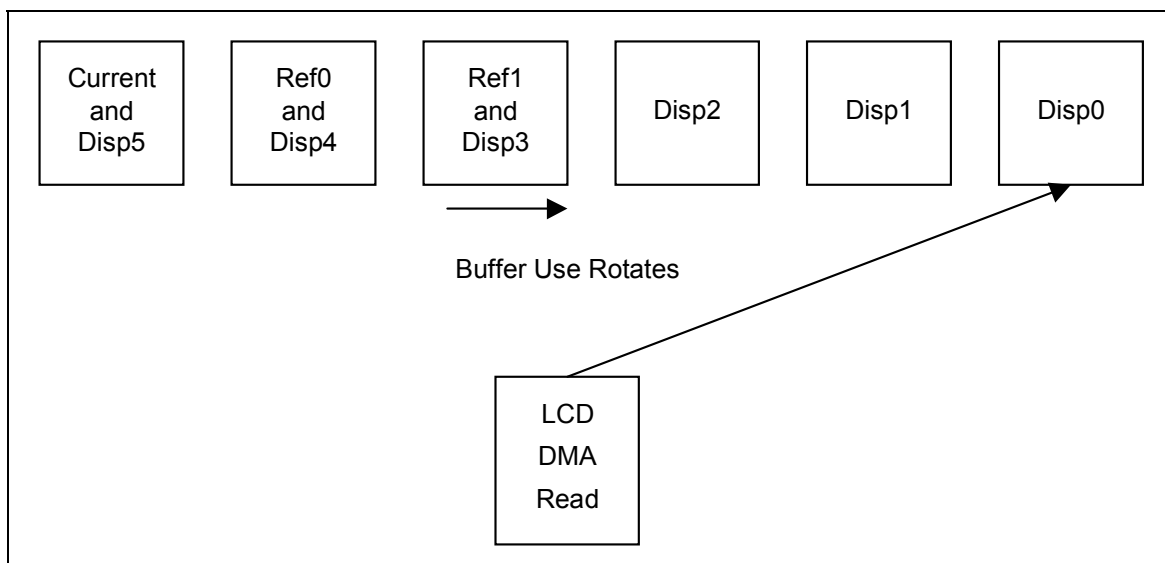 Current
and
Disp5
Ref0
and
Disp4
Ref1
and
Disp3
Disp2
Disp1
Disp0
Buffer Use Rotates
LCD
DMA
Read